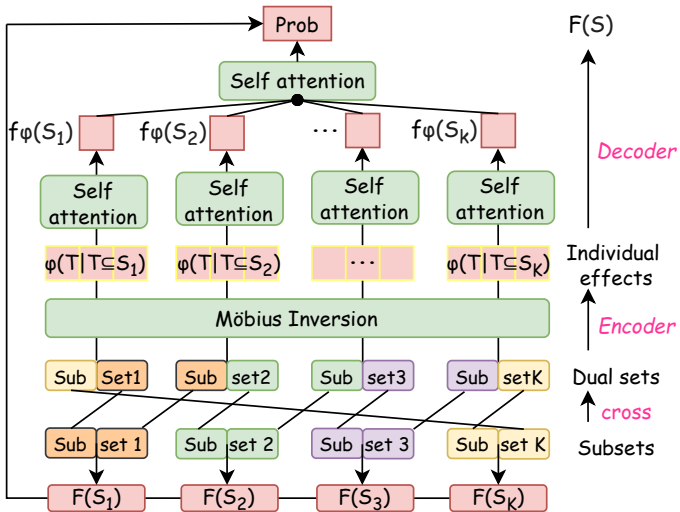 Prob
F(S)
Self attention
fφ(S₁)
fφ(S₂)
...
fφ(Sₖ)
Decoder
Self
attention
Self
attention
Self
attention
Self
attention
φ(T|T⊆S₁)
φ(T|T⊆S₂)
...
φ(T|T⊆S_K)
Individual
effects
Möbius Inversion
Encoder
Sub Set1
Sub set2
Sub set3
Sub setK
Dual sets
cross
Sub set 1
Sub set 2
Sub set 3
Sub set K
Subsets
F(S₁)
F(S₂)
F(S₃)
F(S_K)